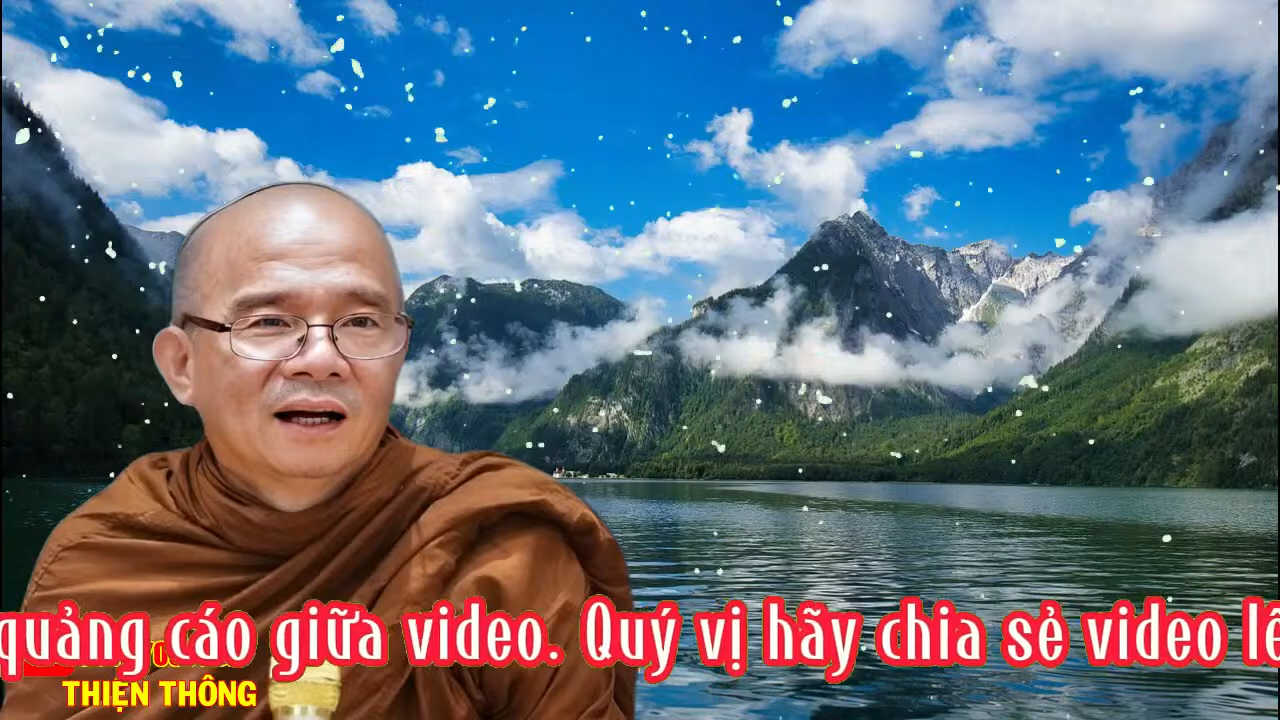 quảng cáo giữa video. Quý vị hãy chia sẻ video lê
THIỆN THÔNG